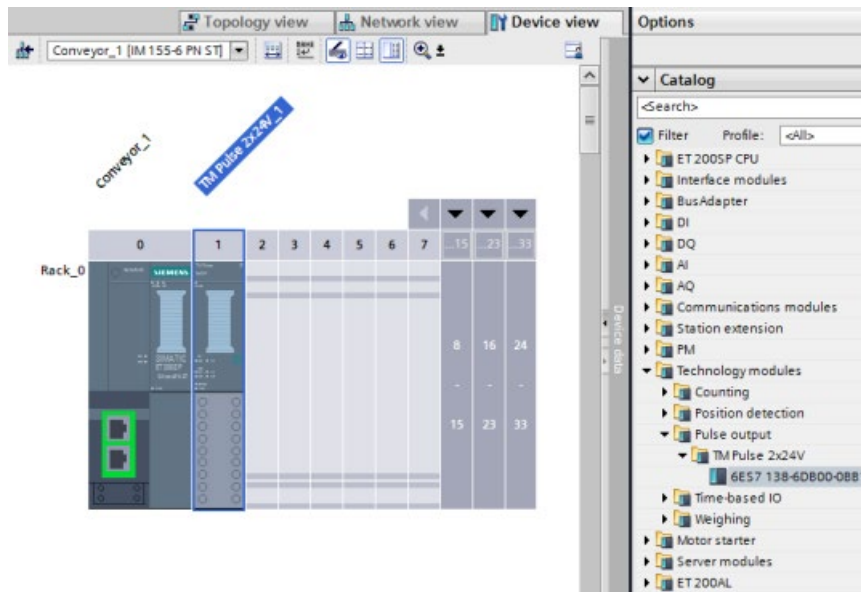 Topology view
Network view
Device view
Options
Conveyor_1 [IM 155-6 PN ST]
Catalog
<Search>
Filter
Profile:
<All>
Conveyor_1
TM Pulse 2x24V_1
0 1 2 3 4 5 6 7 ...15 ...23 ...33
Rack_0
SIEMENS
8 16 24
- - -
15 23 33
Device data
ET 200SP CPU
Interface modules
BusAdapter
DI
DQ
AI
AQ
Communications modules
Station extension
PM
Technology modules
Counting
Position detection
Pulse output
TM Pulse 2x24V
6ES7 138-6DB00-0BB1
Time-based IO
Weighing
Motor starter
Server modules
ET 200AL